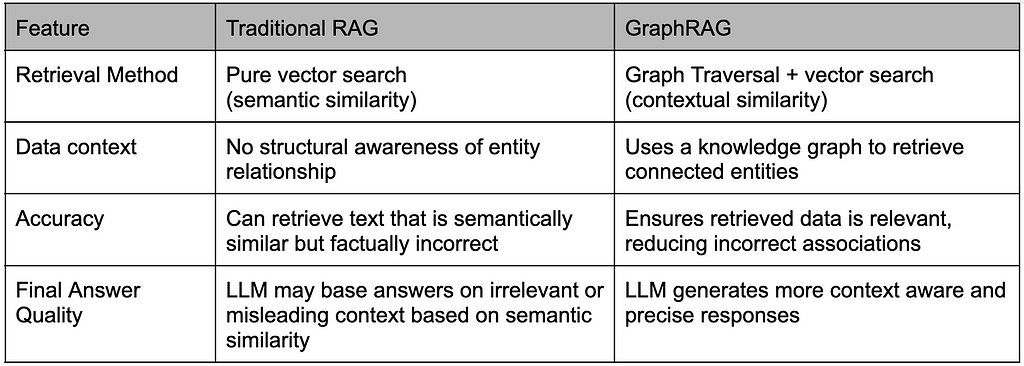 Feature
Traditional RAG
GraphRAG
Retrieval Method
Pure vector search
(semantic similarity)
Graph Traversal + vector search
(contextual similarity)
Data context
No structural awareness of entity
relationship
Uses a knowledge graph to retrieve
connected entities
Accuracy
Can retrieve text that is semantically
similar but factually incorrect
Ensures retrieved data is relevant,
reducing incorrect associations
Final Answer
Quality
LLM may base answers on irrelevant or
misleading context based on semantic
similarity
LLM generates more context aware and
precise responses